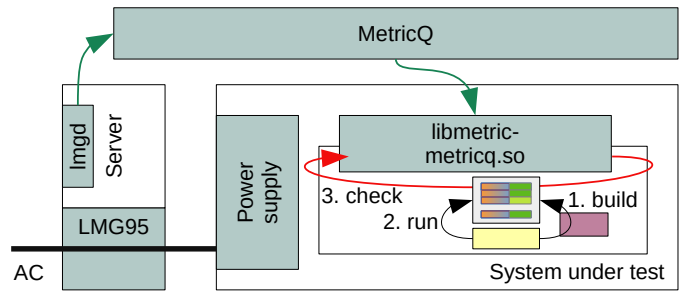 MetricQ
lmgd
Server
LMG95
AC
Power
supply
libmetric-
metricq.so
3. check
1. build
2. run
System under test